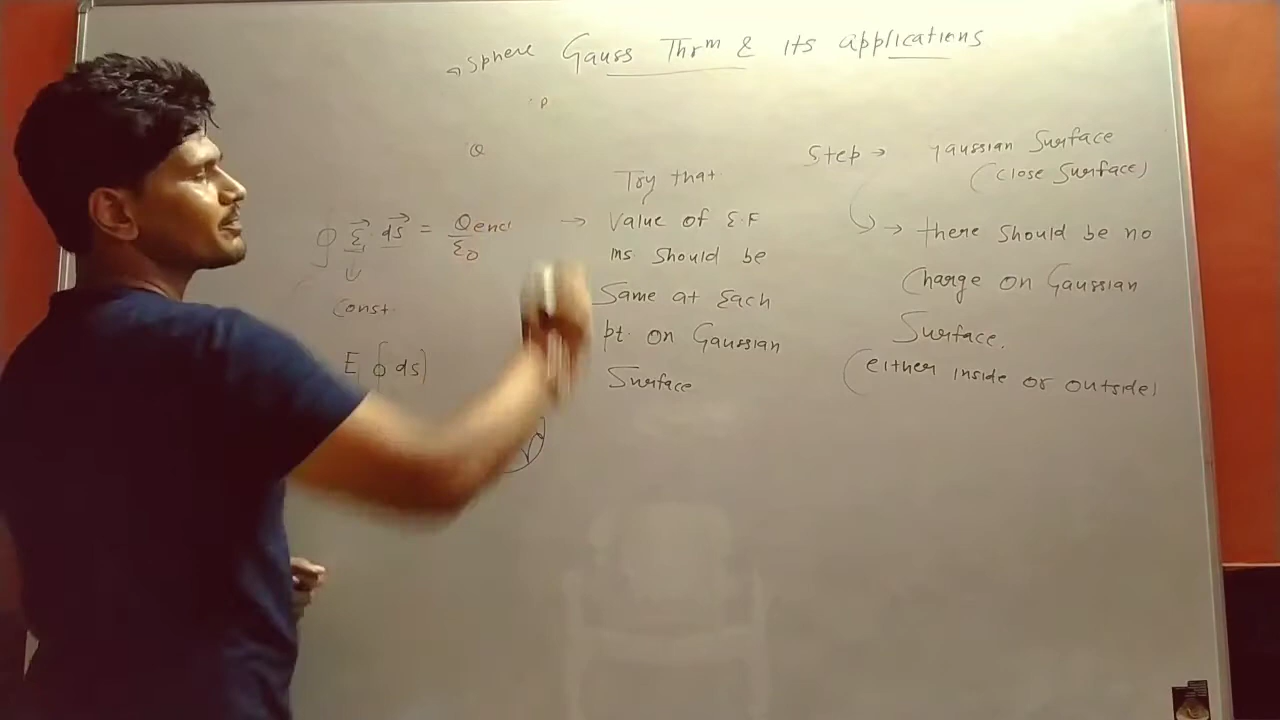 → sphere Gauss Thrᵐ & its applications
. P
. Q
∮ E⃗ · ds⃗ = Qencl / ε₀
↓
Const.
E ∮ ds)
→ Try that
Value of E.F
ms should be
Same at Each
pt. on Gaussian
Surface
Step → gaussian Surface
(Close Surface)
→ there should be no
Charge on Gaussian
Surface.
(either inside or outside)